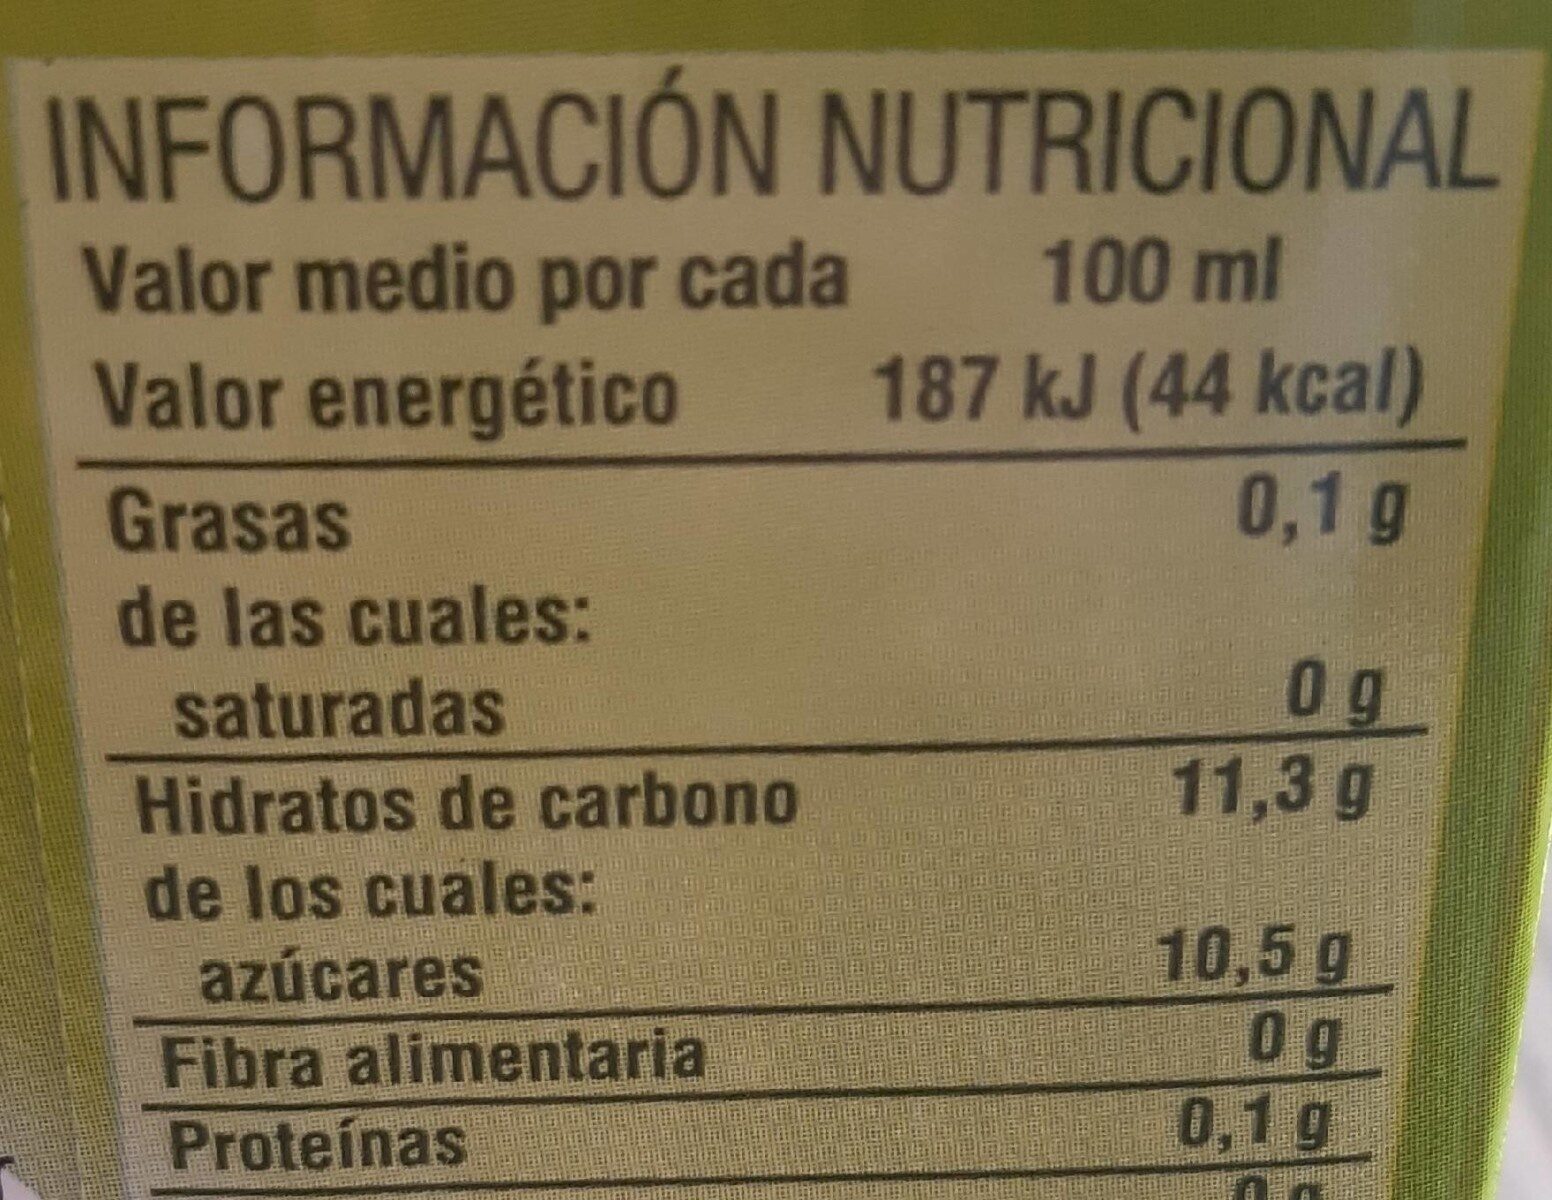 INFORMACIÓN NUTRICIONAL
Valor medio por cada 100 ml
Valor energético 187 kJ (44 kcal)
Grasas 0,1 g
de las cuales:
saturadas 0 g
Hidratos de carbono 11,3 g
de los cuales:
azúcares 10,5 g
Fibra alimentaria 0 g
Proteínas 0,1 g